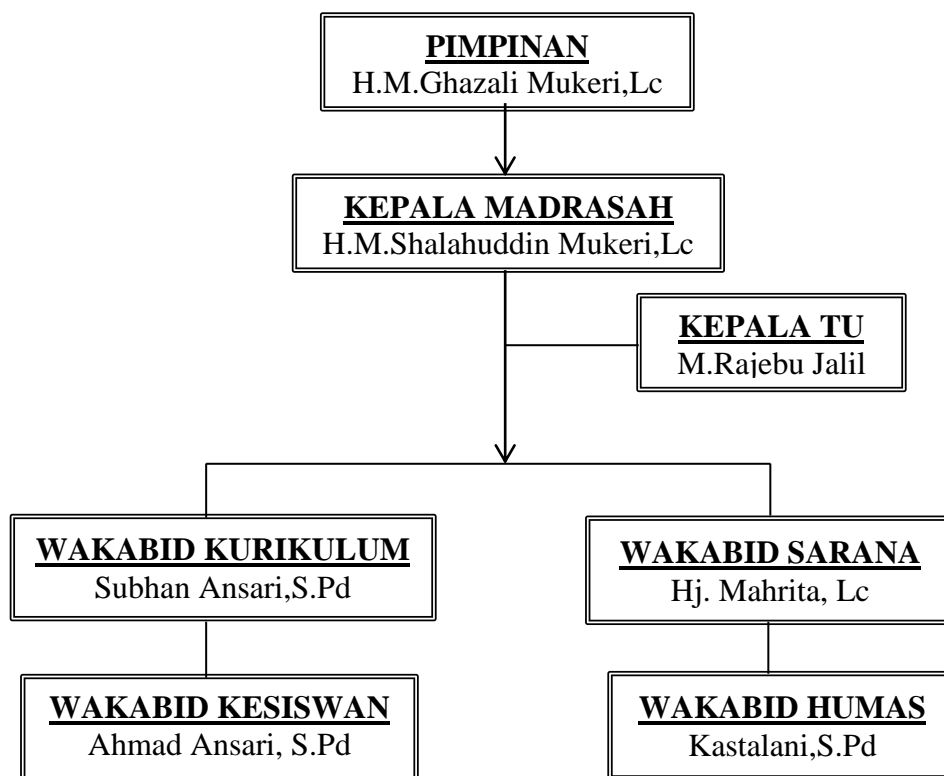 PIMPINAN
H.M.Ghazali Mukeri,Lc
KEPALA MADRASAH
H.M.Shalahuddin Mukeri,Lc
KEPALA TU
M.Rajebu Jalil
WAKABID KURIKULUM
Subhan Ansari,S.Pd
WAKABID SARANA
Hj. Mahrita, Lc
WAKABID KESISWAN
Ahmad Ansari, S.Pd
WAKABID HUMAS
Kastalani,S.Pd